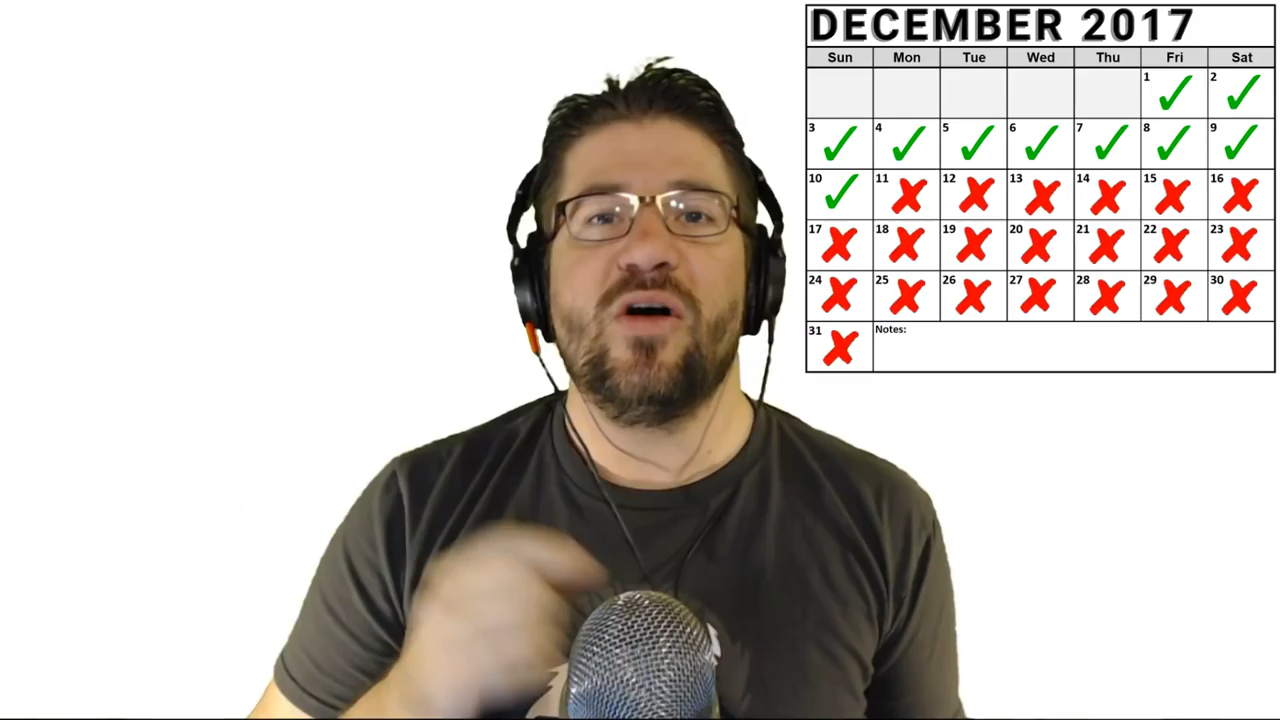 DECEMBER 2017
Sun Mon Tue Wed Thu Fri Sat
1 2
3 4 5 6 7 8 9
10 11 12 13 14 15 16
17 18 19 20 21 22 23
24 25 26 27 28 29 30
31 Notes: